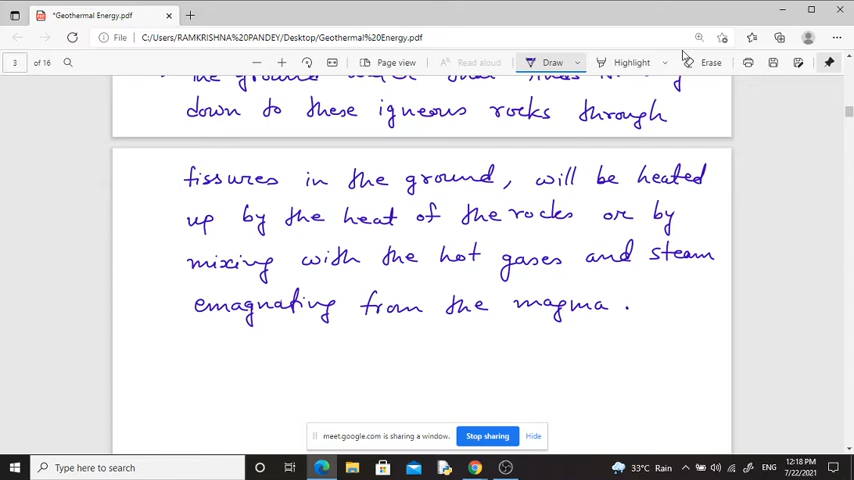 *Geothermal Energy.pdf
File C:/Users/RAMKRISHNA%20PANDEY/Desktop/Geothermal%20Energy.pdf
3 of 16 Page view Read aloud Draw Highlight Erase
The ground water that
down to these igneous rocks through
fissures in the ground, will be heated
up by the heat of the rocks or by
mixing with the hot gases and steam
emagnating from the magma.
meet.google.com is sharing a window. Stop sharing Hide
Type here to search 33°C Rain ENG 12:18 PM
7/22/2021